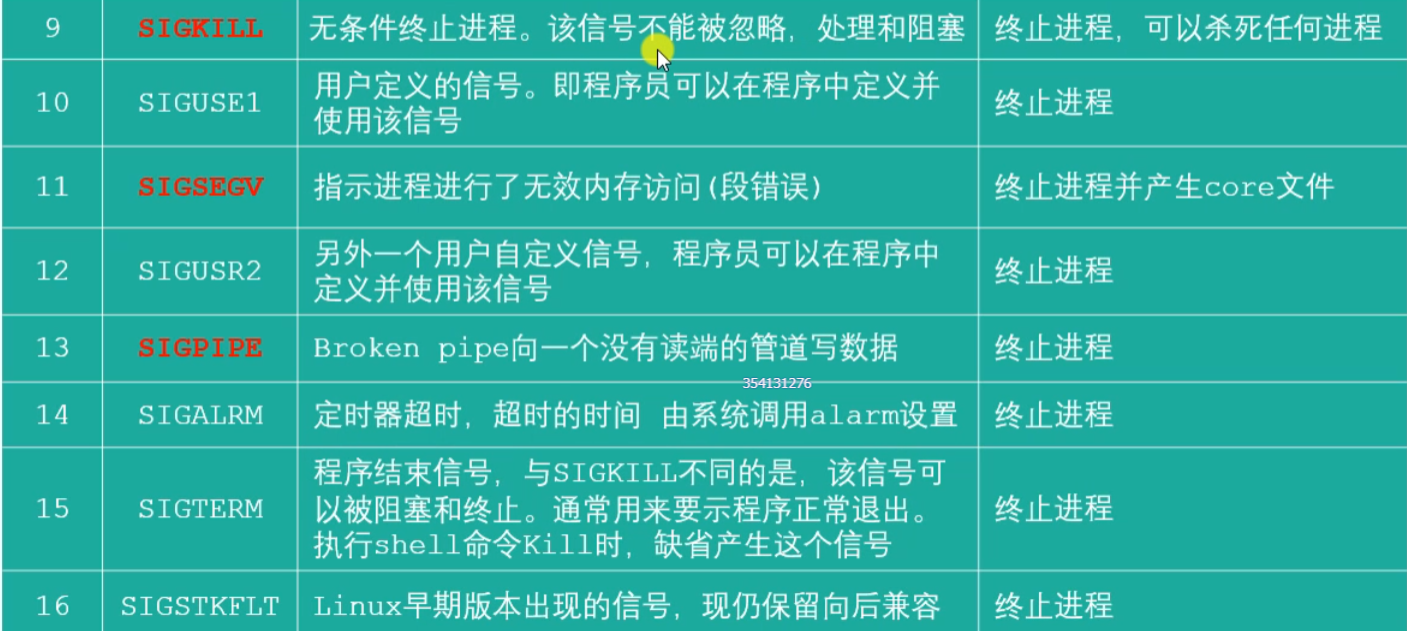 9 SIGKILL 无条件终止进程。该信号不能被忽略，处理和阻塞 终止进程，可以杀死任何进程
10 SIGUSE1 用户定义的信号。即程序员可以在程序中定义并 终止进程
使用该信号
11 SIGSEGV 指示进程进行了无效内存访问(段错误) 终止进程并产生core文件
12 SIGUSR2 另外一个用户自定义信号，程序员可以在程序中 终止进程
定义并使用该信号
13 SIGPIPE Broken pipe向一个没有读端的管道写数据 终止进程
354131276
14 SIGALRM 定时器超时，超时的时间 由系统调用alarm设置 终止进程
15 SIGTERM 程序结束信号，与SIGKILL不同的是，该信号可 终止进程
以被阻塞和终止。通常用来要示程序正常退出。
执行shell命令Kill时，缺省产生这个信号
16 SIGSTKFLT Linux早期版本出现的信号，现仍保留向后兼容 终止进程